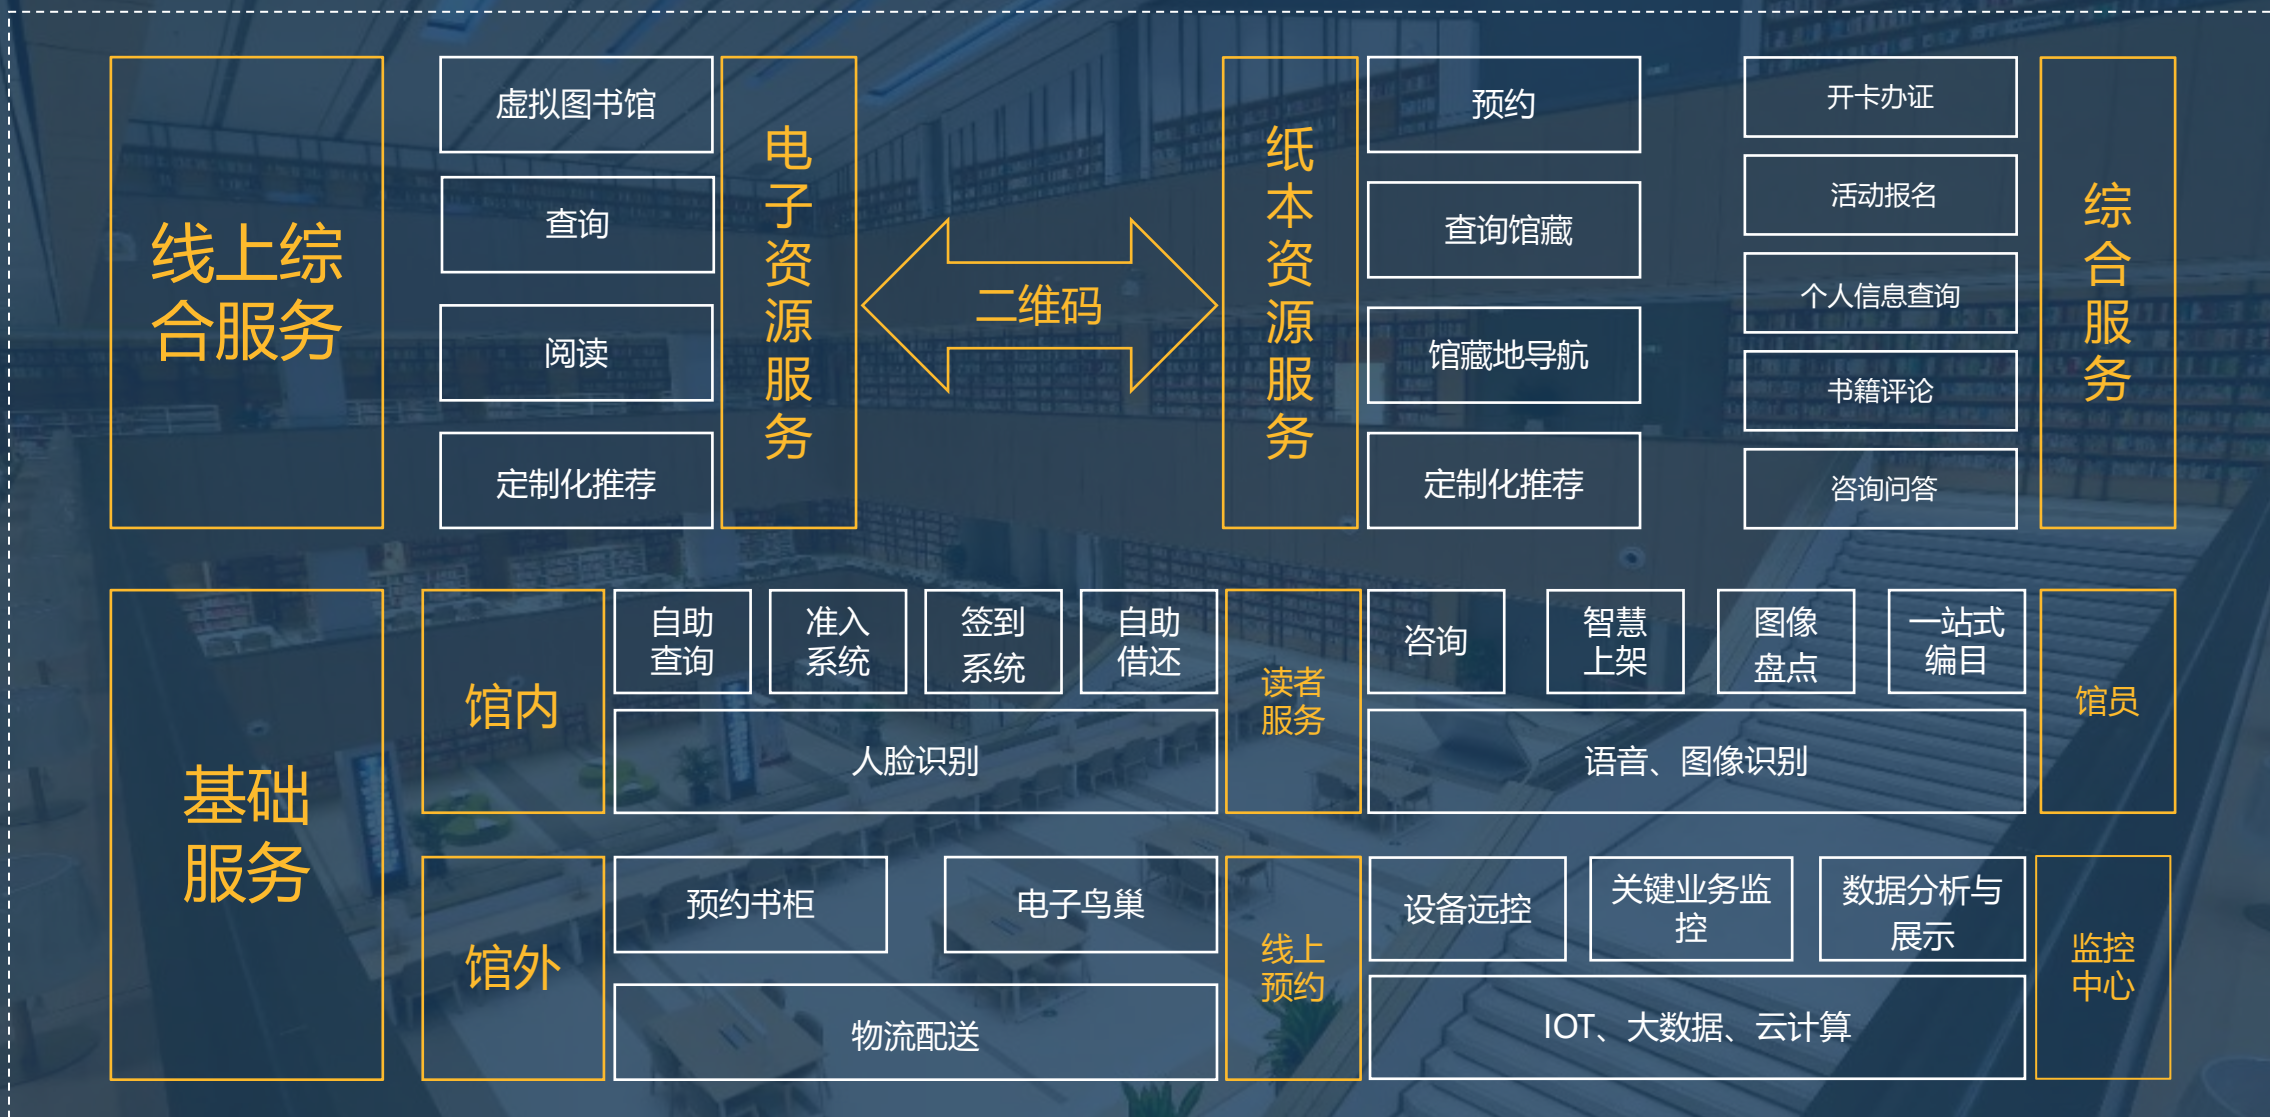 线上综
合服务
虚拟图书馆
查询
阅读
定制化推荐
电
子
资
源
服
务
二维码
纸
本
资
源
服
务
预约
查询馆藏
馆藏地导航
定制化推荐
开卡办证
活动报名
个人信息查询
书籍评论
咨询问答
综
合
服
务
基础
服务
馆内
自助
查询
准入
系统
签到
系统
自助
借还
人脸识别
读者
服务
咨询
智慧
上架
图像
盘点
一站式
编目
语音、图像识别
馆员
馆外
预约书柜
电子鸟巢
物流配送
线上
预约
设备远控
关键业务监
控
数据分析与
展示
IOT、大数据、云计算
监控
中心